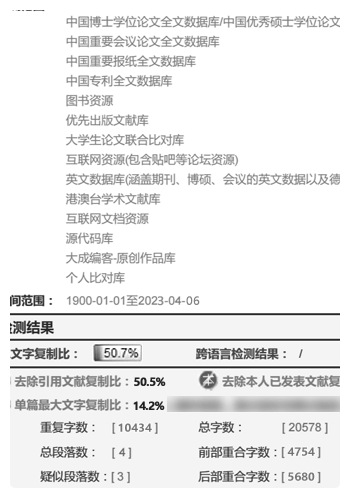 中国博士学位论文全文数据库/中国优秀硕士学位论文
中国重要会议论文全文数据库
中国重要报纸全文数据库
中国专利全文数据库
图书资源
优先出版文献库
大学生论文联合比对库
互联网资源(包含贴吧等论坛资源)
英文数据库(涵盖期刊、博硕、会议的英文数据以及德
港澳台学术文献库
互联网文档资源
源代码库
大成编客-原创作品库
个人比对库
间范围： 1900-01-01至2023-04-06
检测结果
文字复制比： 50.7% 跨语言检测结果： /
去除引用文献复制比：50.5% 去除本人已发表文献复
单篇最大文字复制比：14.2%
重复字数： [10434] 总字数： [20578]
总段落数： [4] 前部重合字数：[4754]
疑似段落数：[3] 后部重合字数：[5680]